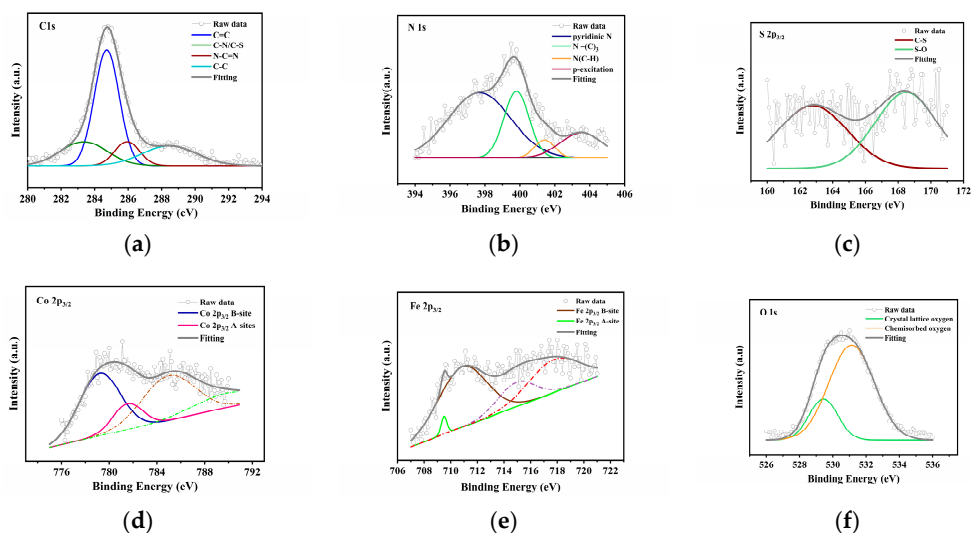 C1s
Raw data
C=C
C-N/C-S
N-C=N
C-C
Fitting
Intensity (a.u.)
280 282 284 286 288 290 292 294
Binding Energy (eV)
(a)
N 1s
Raw data
pyridinic N
N −(C)₃
N(C-H)
p-excitation
Fitting
Intensity (a.u.)
394 396 398 400 402 404 406
Binding Energy (eV)
(b)
S 2p₃/₂
Raw data
C-S
S-O
Fitting
Intensity (a.u.)
160 162 164 166 168 170 172
Binding Energy (eV)
(c)
Co 2p₃/₂
Raw data
Co 2p₃/₂ B-site
Co 2p₃/₂ A sites
Fitting
Intensity (a.u.)
776 780 784 788 792
Binding Energy (eV)
(d)
Fe 2p₃/₂
Raw data
Fe 2p₃/₂ B-site
Fe 2p₃/₂ A-site
Fitting
Intensity (a.u.)
707 710 712 714 716 718 721
Binding Energy (eV)
(e)
O 1s
Raw data
Crystal lattice oxygen
Chemisorbed oxygen
Fitting
Intensity (a.u)
526 528 530 532 534 536
Binding Energy (eV)
(f)